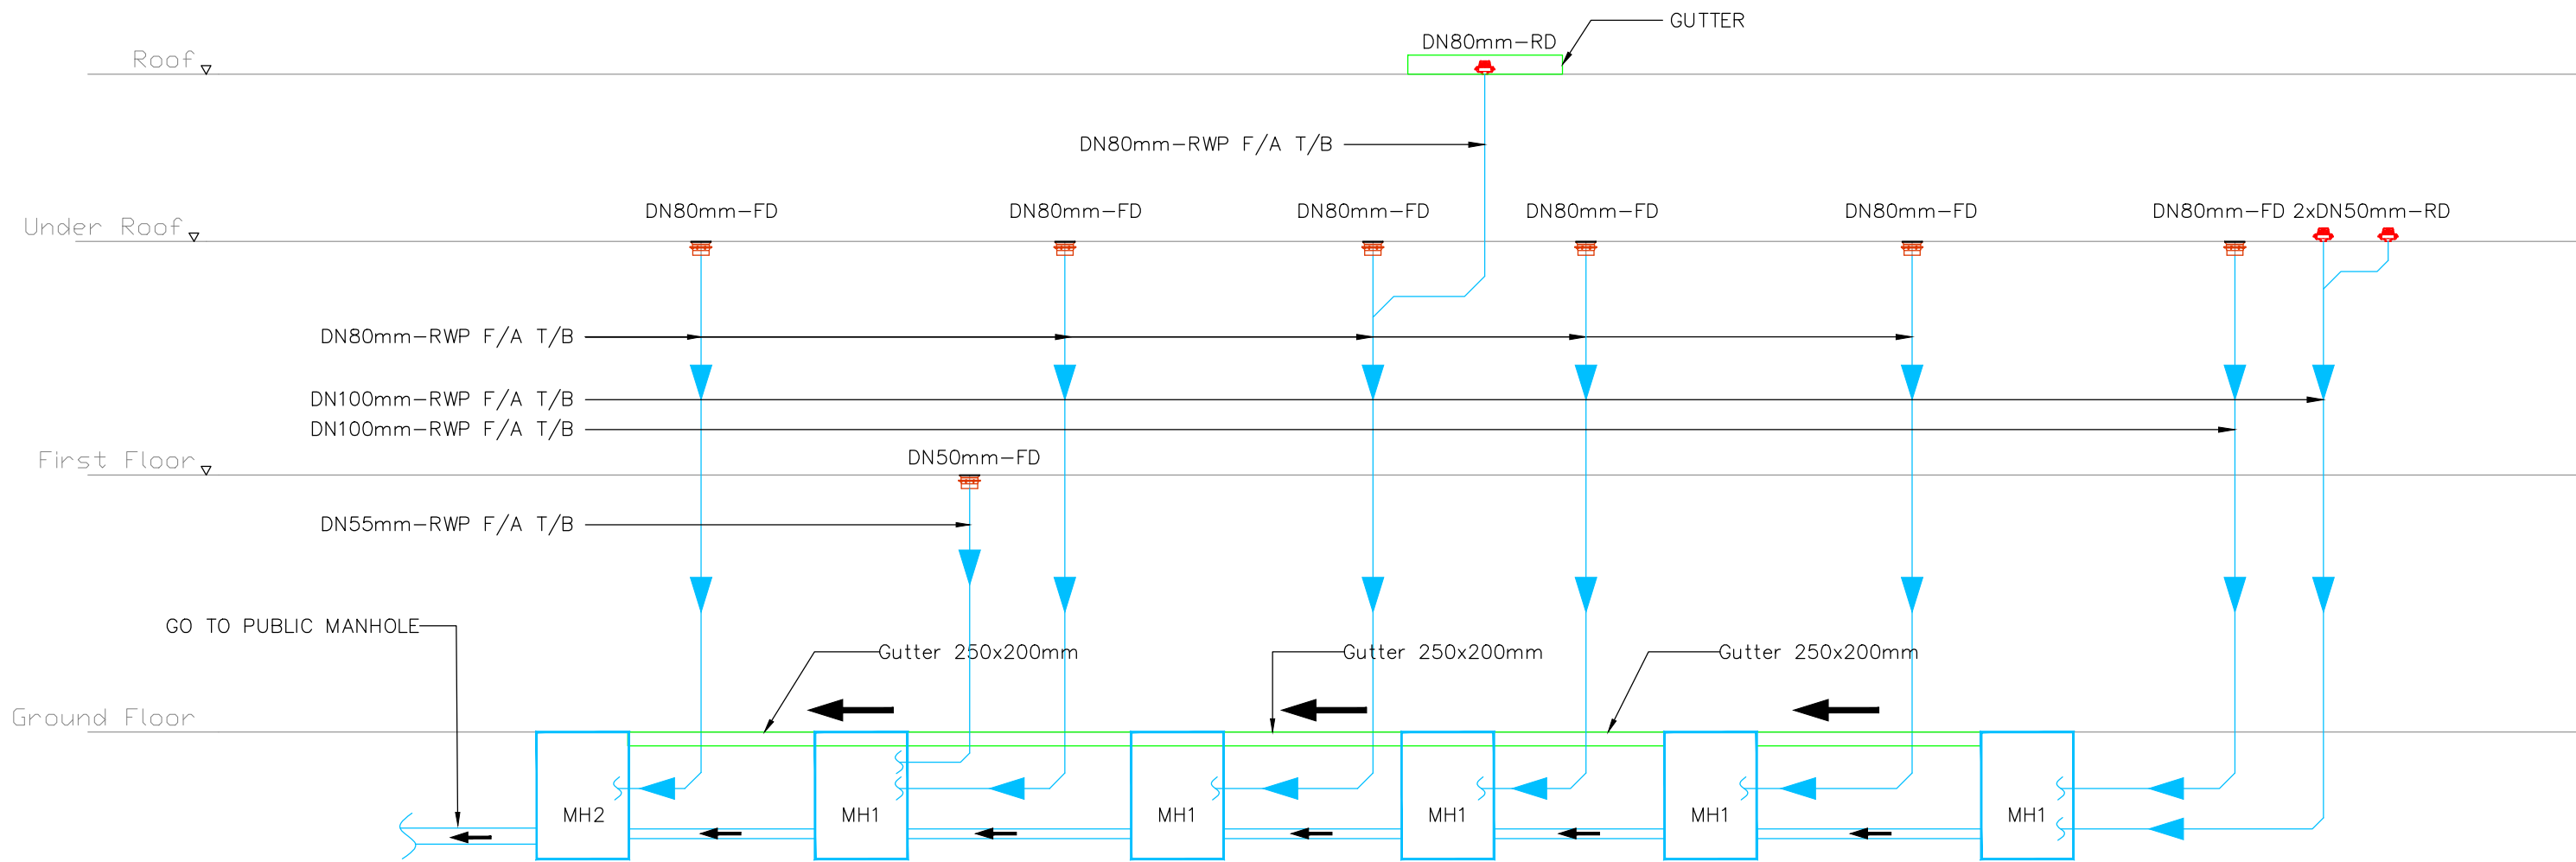 GUTTER
DN80mm-RD
Roof
DN80mm-RWP F/A T/B
DN80mm-FD
DN80mm-FD
DN80mm-FD
DN80mm-FD
DN80mm-FD
DN80mm-FD
2xDN50mm-RD
Under Roof
DN80mm-RWP F/A T/B
DN100mm-RWP F/A T/B
DN100mm-RWP F/A T/B
First Floor
DN50mm-FD
DN55mm-RWP F/A T/B
GO TO PUBLIC MANHOLE
Gutter 250x200mm
Gutter 250x200mm
Gutter 250x200mm
Ground Floor
MH2
MH1
MH1
MH1
MH1
MH1